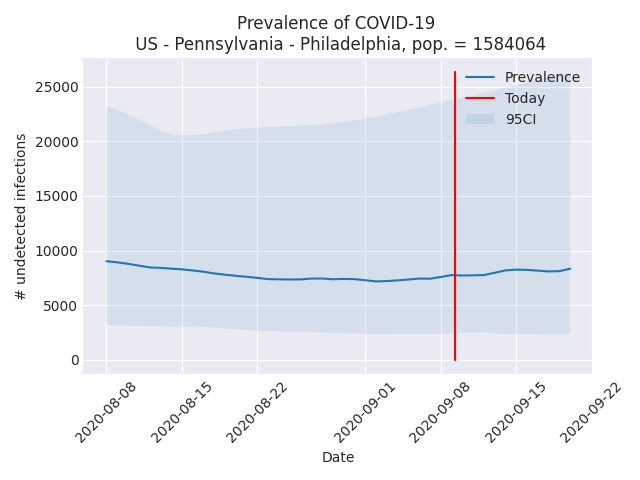 Prevalence of COVID-19
US - Pennsylvania - Philadelphia, pop. = 1584064
25000
20000
15000
10000
5000
0
# undetected infections
Prevalence
Today
95CI
2020-08-08
2020-08-15
2020-08-22
2020-09-01
2020-09-08
2020-09-15
2020-09-22
Date